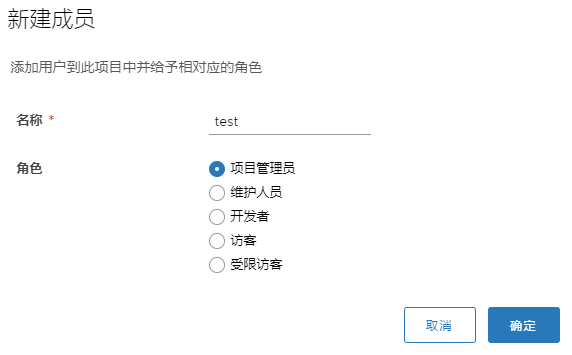 新建成员
添加用户到此项目中并给予相对应的角色
名称 *
test
角色
项目管理员
维护人员
开发者
访客
受限访客
取消
确定